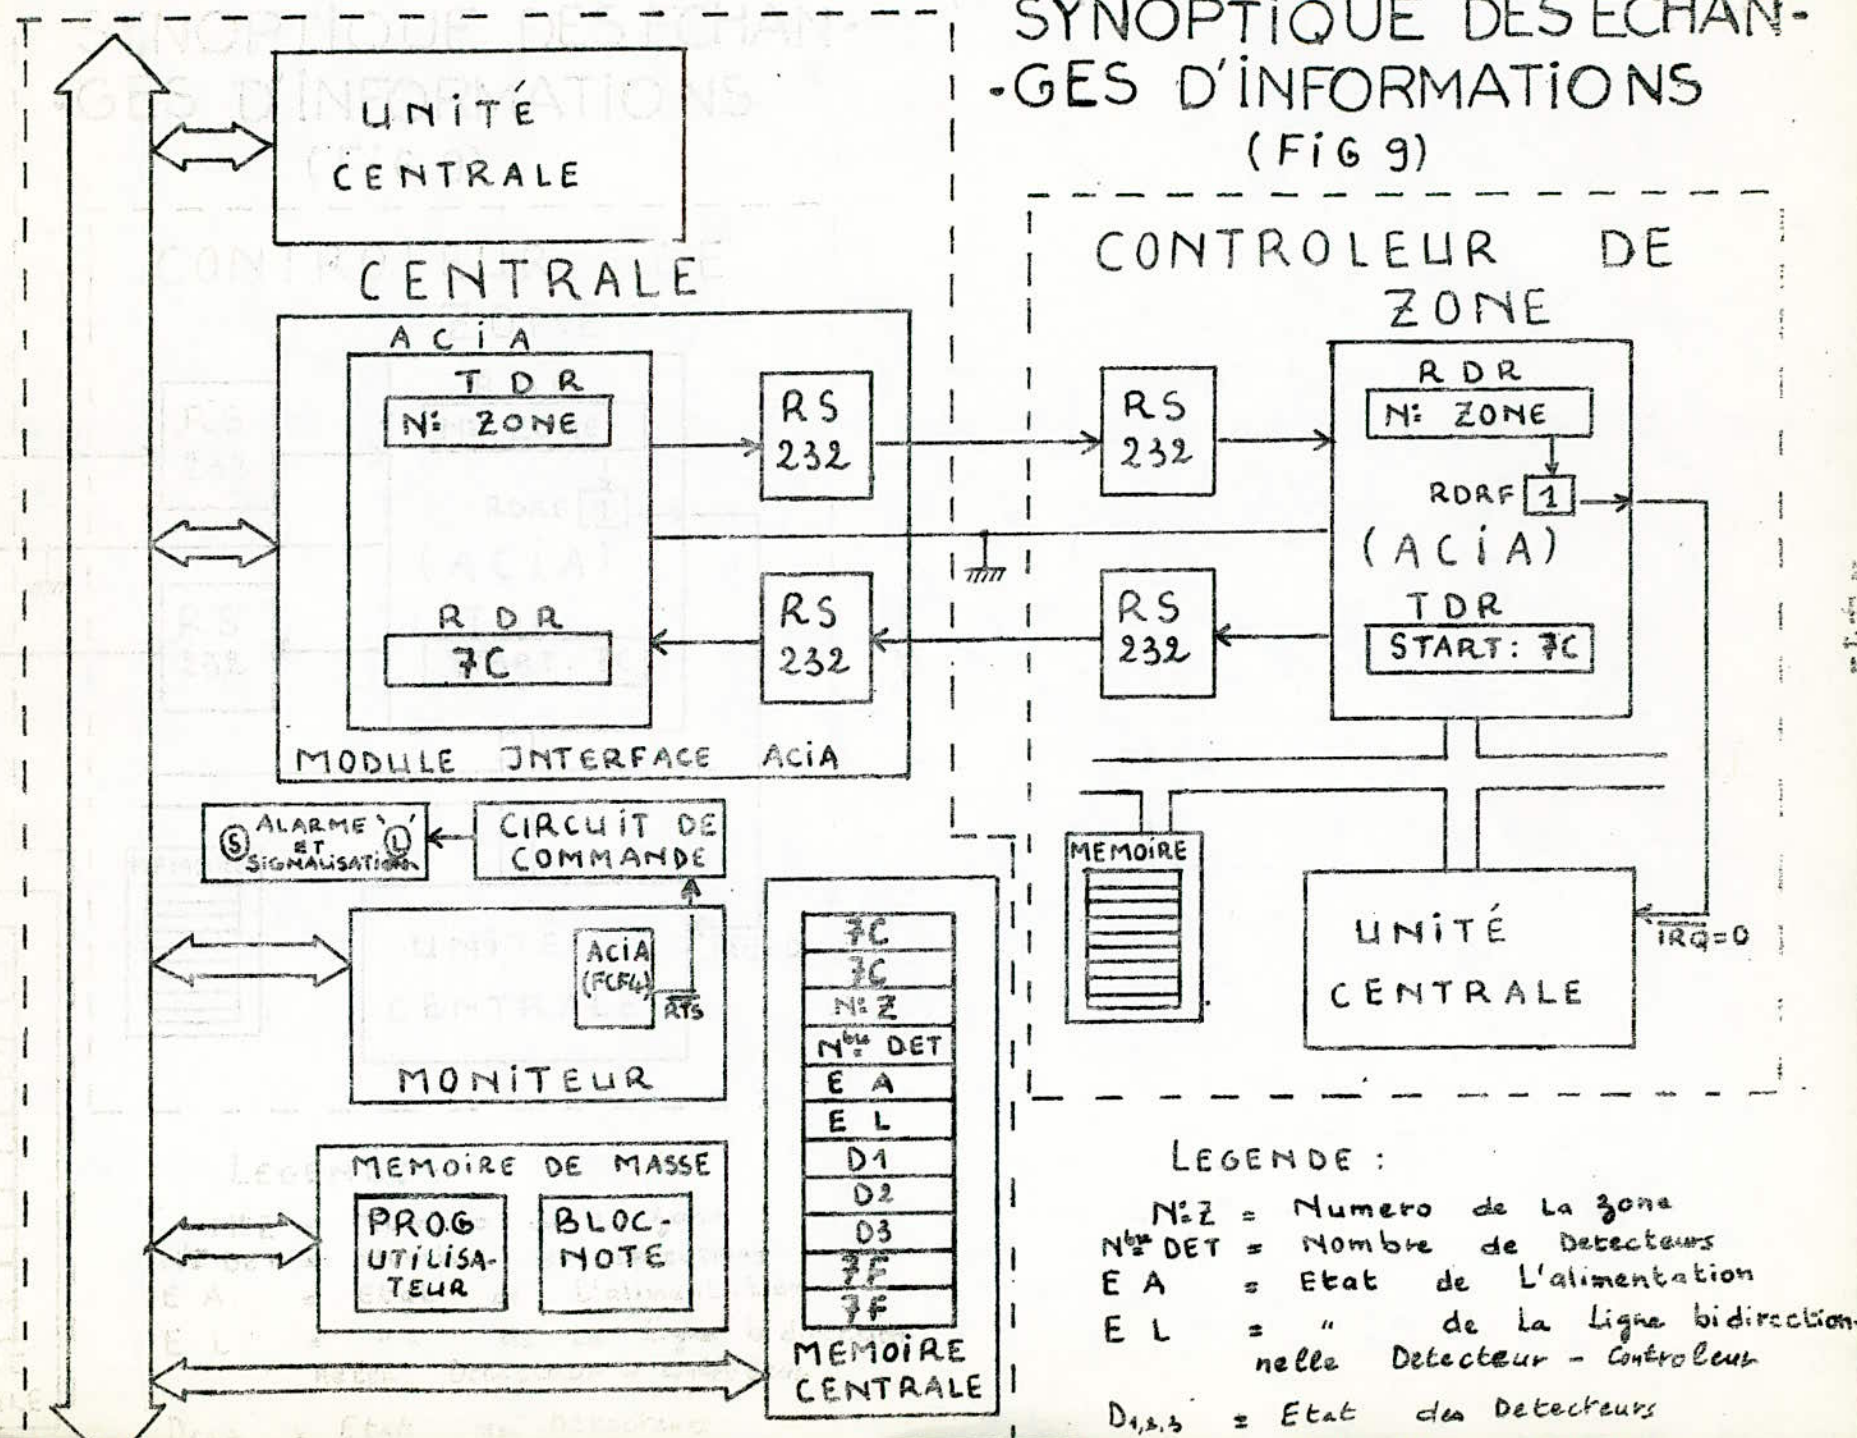 SYNOPTIQUE DES ECHAN-
-GES D'INFORMATIONS
(FIG 9)
UNITÉ
CENTRALE
CENTRALE
ACIA
TDR
N: ZONE
RS
232
RDR
7C
RS
232
MODULE INTERFACE ACIA
ALARME
ET
SIGNALISATION
S
L
CIRCUIT DE
COMMANDE
ACIA
(FCF4)
RTS
MONITEUR
MEMOIRE DE MASSE
PROG
UTILISA-
TEUR
BLOC-
NOTE
7C
7C
N:Z
Nbre DET
E A
E L
D1
D2
D3
7F
7F
MEMOIRE
CENTRALE
CONTROLEUR DE
ZONE
RS
232
RS
232
RDR
N: ZONE
RDRF 1
(ACIA)
TDR
START: 7C
MEMOIRE
UNITÉ
CENTRALE
IRQ=0
LEGENDE :
N:Z = Numero de la zone
Nbre DET = Nombre de Detecteurs
E A = Etat de L'alimentation
E L = " de la Ligne bidirection-
nelle Detecteur - Controleur
D1,2,3 = Etat des Detecteurs